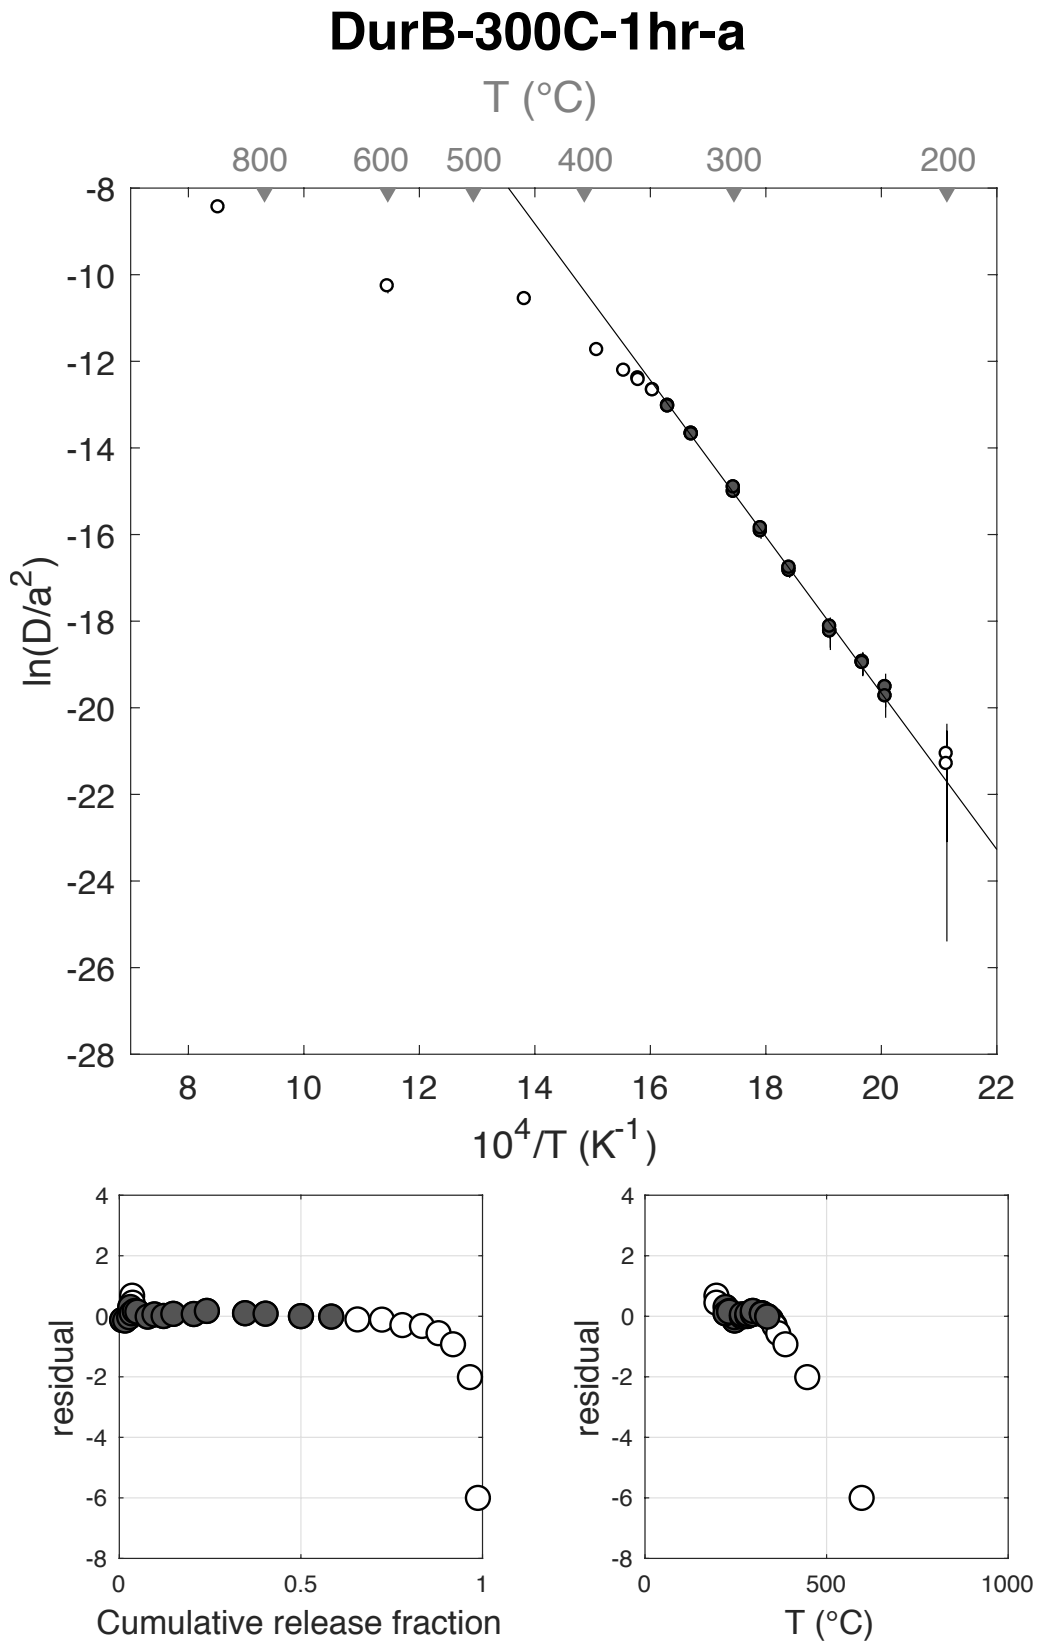 DurB-300C-1hr-a
T (°C)
800 600 500 400 300 200
-8
-10
-12
-14
-16
-18
-20
-22
-24
-26
-28
ln(D/a²)
8 10 12 14 16 18 20 22
10⁴/T (K⁻¹)
4
2
0
-2
-4
-6
-8
residual
0 0.5 1
Cumulative release fraction
4
2
0
-2
-4
-6
-8
residual
0 500 1000
T (°C)